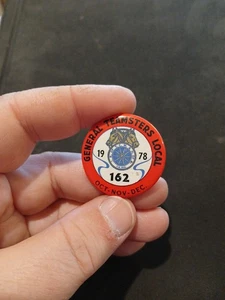 GENERAL TEAMSTERS LOCAL
19 78
162
OCT-NOV-DEC